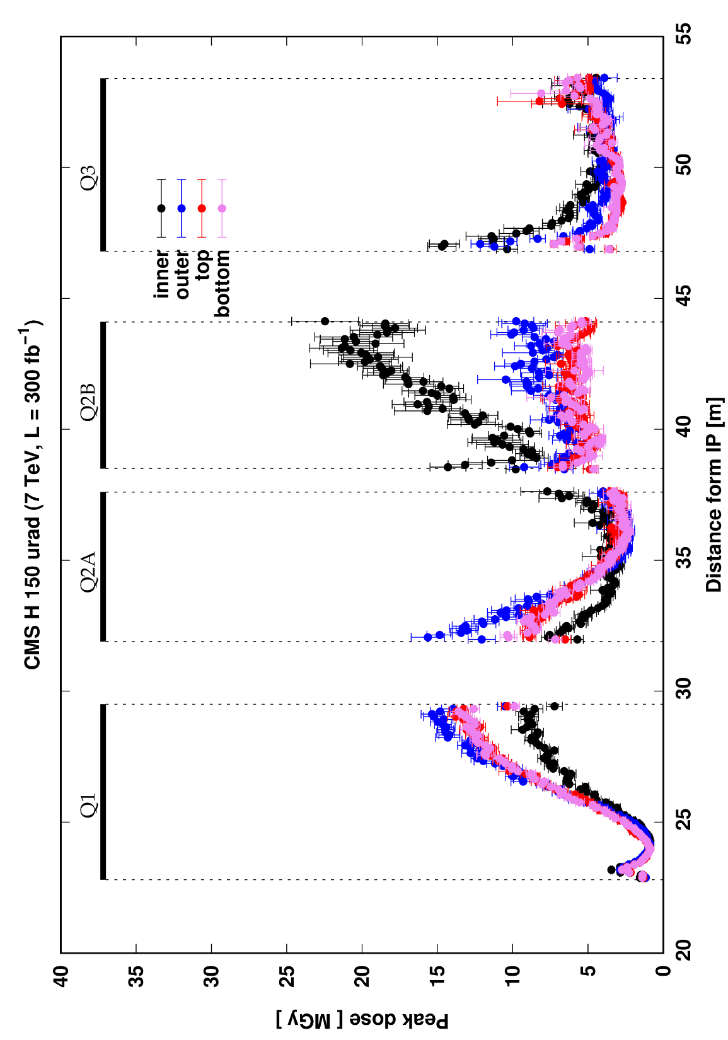 CMS H 150 urad (7 TeV, L = 300 fb⁻¹)
Q1
Q2A
Q2B
Q3
inner
outer
top
bottom
Peak dose [ MGy ]
40
35
30
25
20
15
10
5
0
20
25
30
35
40
45
50
55
Distance form IP [m]